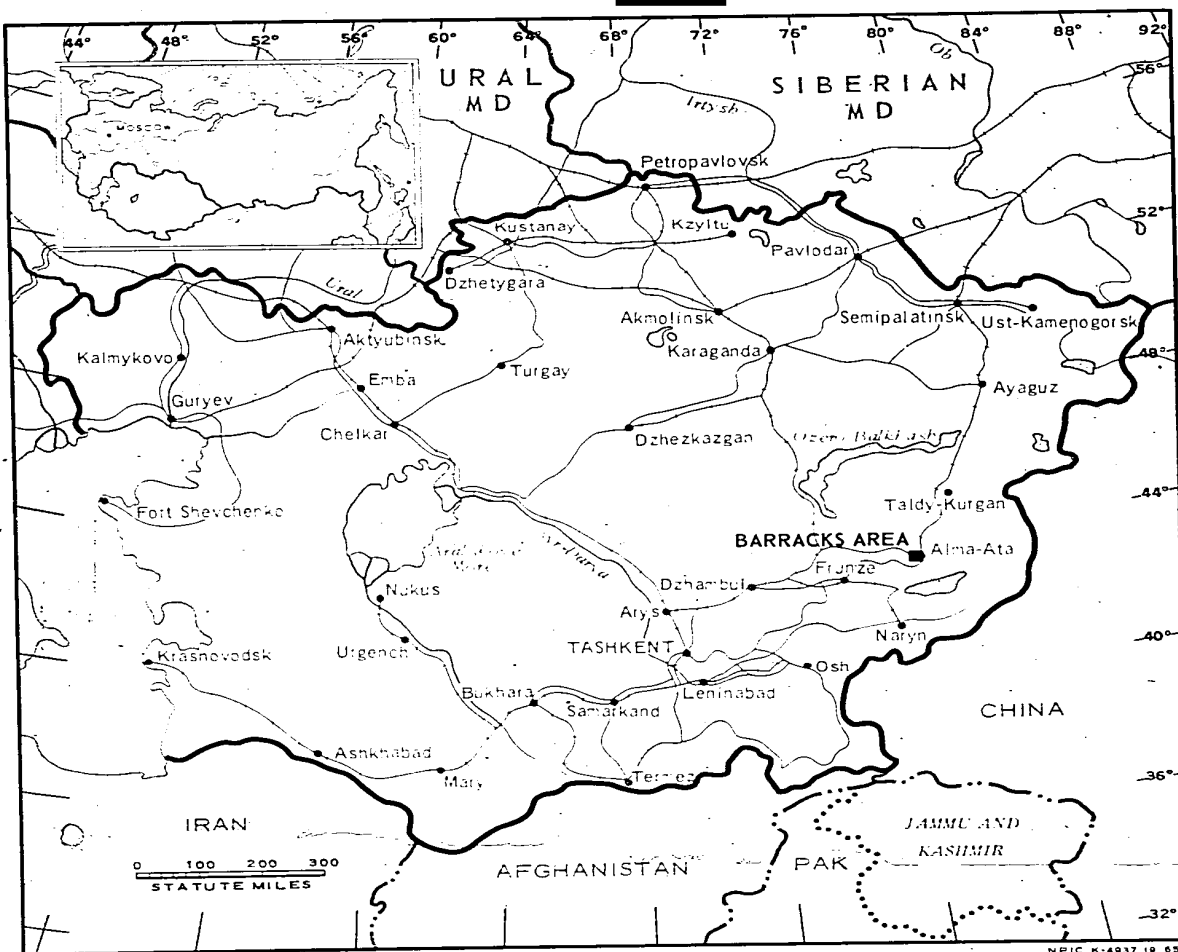 44° 48° 52° 56° 60° 64° 68° 72° 76° 80° 84° 88° 92°
Ob
URAL
MD
SIBERIAN
MD
56°
Irtysh
MOSCOW
Petropavlovsk
52°
Kustanay
Kzyltu
Pavlodar
Dzhetygara
Ural
Akmolinsk
Semipalatinsk
Ust-Kamenogorsk
Aktyubinsk
Karaganda
48°
Kalmykovo
Emba
Turgay
Ayaguz
Guryev
Chelkar
Dzhezkazgan
Ozero Balkhash
44°
Fort Shevchenko
Taldy-Kurgan
BARRACKS AREA
Alma-Ata
Frunze
Dzhambul
Nukus
Arys
Naryn
40°
Urgench
TASHKENT
Krasnovodsk
Osh
Leninabad
Bukhara
Samarkand
CHINA
Ashkhabad
Mary
Termez
36°
IRAN
JAMMU AND
KASHMIR
0 100 200 300
STATUTE MILES
AFGHANISTAN
PAK
32°